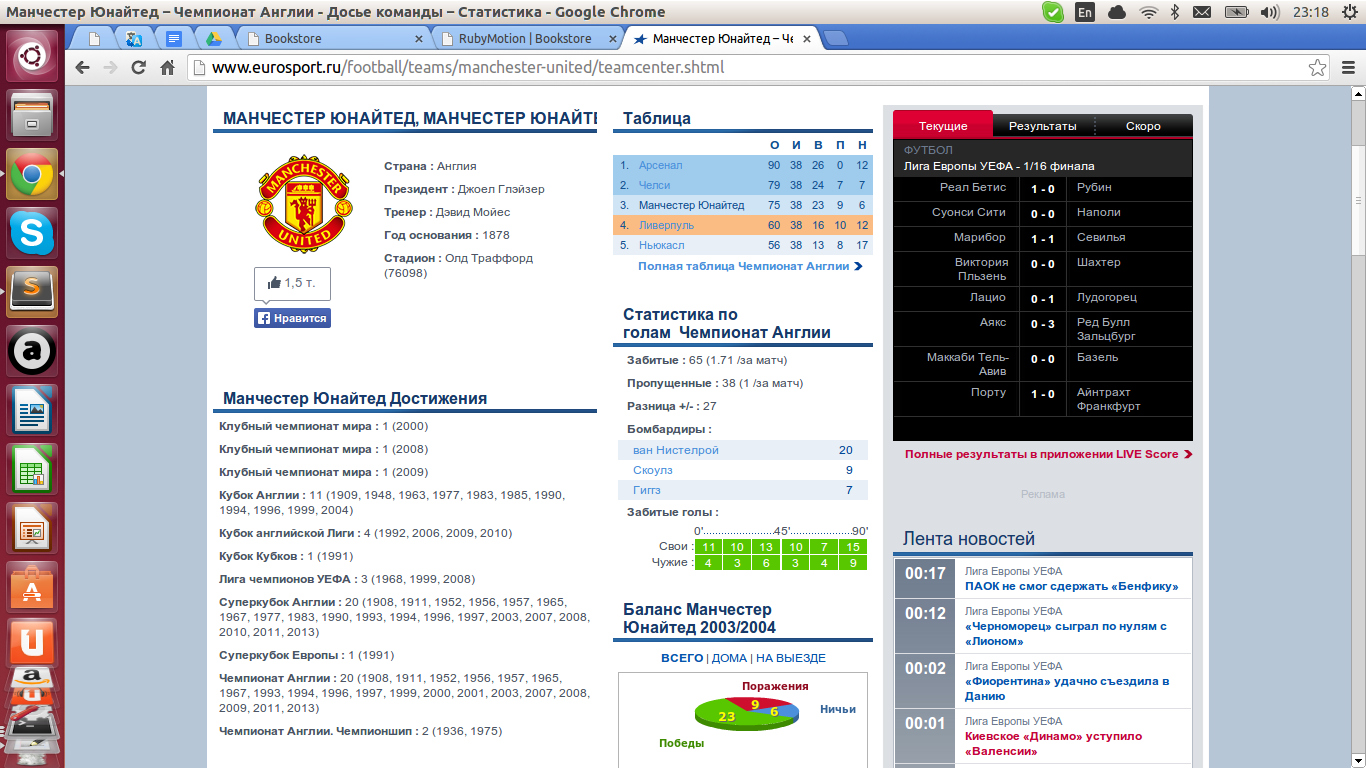 Манчестер Юнайтед – Чемпионат Англии - Досье команды – Статистика - Google Chrome
En
23:18
Bookstore
RubyMotion | Bookstore
Манчестер Юнайтед – Че
www.eurosport.ru/football/teams/manchester-united/teamcenter.shtml
МАНЧЕСТЕР ЮНАЙТЕД, МАНЧЕСТЕР ЮНАЙТЕ
MANCHESTER
UNITED
Страна : Англия
Президент : Джоел Глэйзер
Тренер : Дэвид Мойес
Год основания : 1878
Стадион : Олд Траффорд
(76098)
1,5 т.
Нравится
Манчестер Юнайтед Достижения
Клубный чемпионат мира : 1 (2000)
Клубный чемпионат мира : 1 (2008)
Клубный чемпионат мира : 1 (2009)
Кубок Англии : 11 (1909, 1948, 1963, 1977, 1983, 1985, 1990,
1994, 1996, 1999, 2004)
Кубок английской Лиги : 4 (1992, 2006, 2009, 2010)
Кубок Кубков : 1 (1991)
Лига чемпионов УЕФА : 3 (1968, 1999, 2008)
Суперкубок Англии : 20 (1908, 1911, 1952, 1956, 1957, 1965,
1967, 1977, 1983, 1990, 1993, 1994, 1996, 1997, 2003, 2007, 2008,
2010, 2011, 2013)
Суперкубок Европы : 1 (1991)
Чемпионат Англии : 20 (1908, 1911, 1952, 1956, 1957, 1965,
1967, 1993, 1994, 1996, 1997, 1999, 2000, 2001, 2003, 2007, 2008,
2009, 2011, 2013)
Чемпионат Англии. Чемпионшип : 2 (1936, 1975)
Таблица
О И В П Н
1. Арсенал 90 38 26 0 12
2. Челси 79 38 24 7 7
3. Манчестер Юнайтед 75 38 23 9 6
4. Ливерпуль 60 38 16 10 12
5. Ньюкасл 56 38 13 8 17
Полная таблица Чемпионат Англии
Статистика по
голам Чемпионат Англии
Забитые : 65 (1.71 /за матч)
Пропущенные : 38 (1 /за матч)
Разница +/- : 27
Бомбардиры :
ван Нистелрой 20
Скоулз 9
Гиггз 7
Забитые голы :
0'.......................45'....................90'
Свои : 11 10 13 10 7 15
Чужие : 4 3 6 3 4 9
Баланс Манчестер
Юнайтед 2003/2004
ВСЕГО | ДОМА | НА ВЫЕЗДЕ
Поражения
9
6
Ничьи
23
Победы
Текущие
Результаты
Скоро
ФУТБОЛ
Лига Европы УЕФА - 1/16 финала
Реал Бетис 1 - 0 Рубин
Суонси Сити 0 - 0 Наполи
Марибор 1 - 1 Севилья
Виктория
Пльзень 0 - 0 Шахтер
Лацио 0 - 1 Лудогорец
Аякс 0 - 3 Ред Булл
Зальцбург
Маккаби Тель-
Авив 0 - 0 Базель
Порту 1 - 0 Айнтрахт
Франкфурт
Полные результаты в приложении LIVE Score
Реклама
Лента новостей
00:17 Лига Европы УЕФА
ПАОК не смог сдержать «Бенфику»
00:12 Лига Европы УЕФА
«Черноморец» сыграл по нулям с
«Лионом»
00:02 Лига Европы УЕФА
«Фиорентина» удачно съездила в
Данию
00:01 Лига Европы УЕФА
Киевское «Динамо» уступило
«Валенсии»